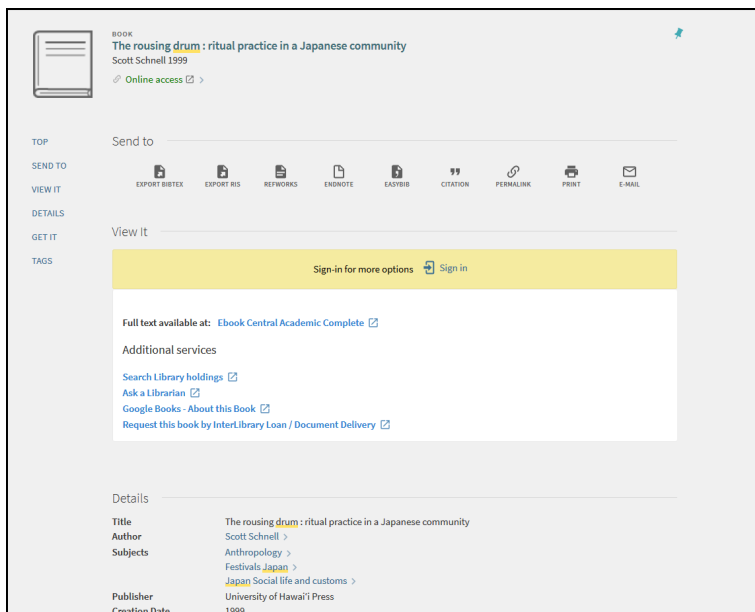 BOOK
The rousing drum : ritual practice in a Japanese community
Scott Schnell 1999
Online access
TOP
SEND TO
VIEW IT
DETAILS
GET IT
TAGS
Send to
EXPORT BIBTEX EXPORT RIS REFWORKS ENDNOTE EASYBIB CITATION PERMALINK PRINT E-MAIL
View It
Sign-in for more options Sign in
Full text available at: Ebook Central Academic Complete
Additional services
Search Library holdings
Ask a Librarian
Google Books - About this Book
Request this book by InterLibrary Loan / Document Delivery
Details
Title The rousing drum : ritual practice in a Japanese community
Author Scott Schnell
Subjects Anthropology
Festivals Japan
Japan Social life and customs
Publisher University of Hawai'i Press
Creation Date 1999